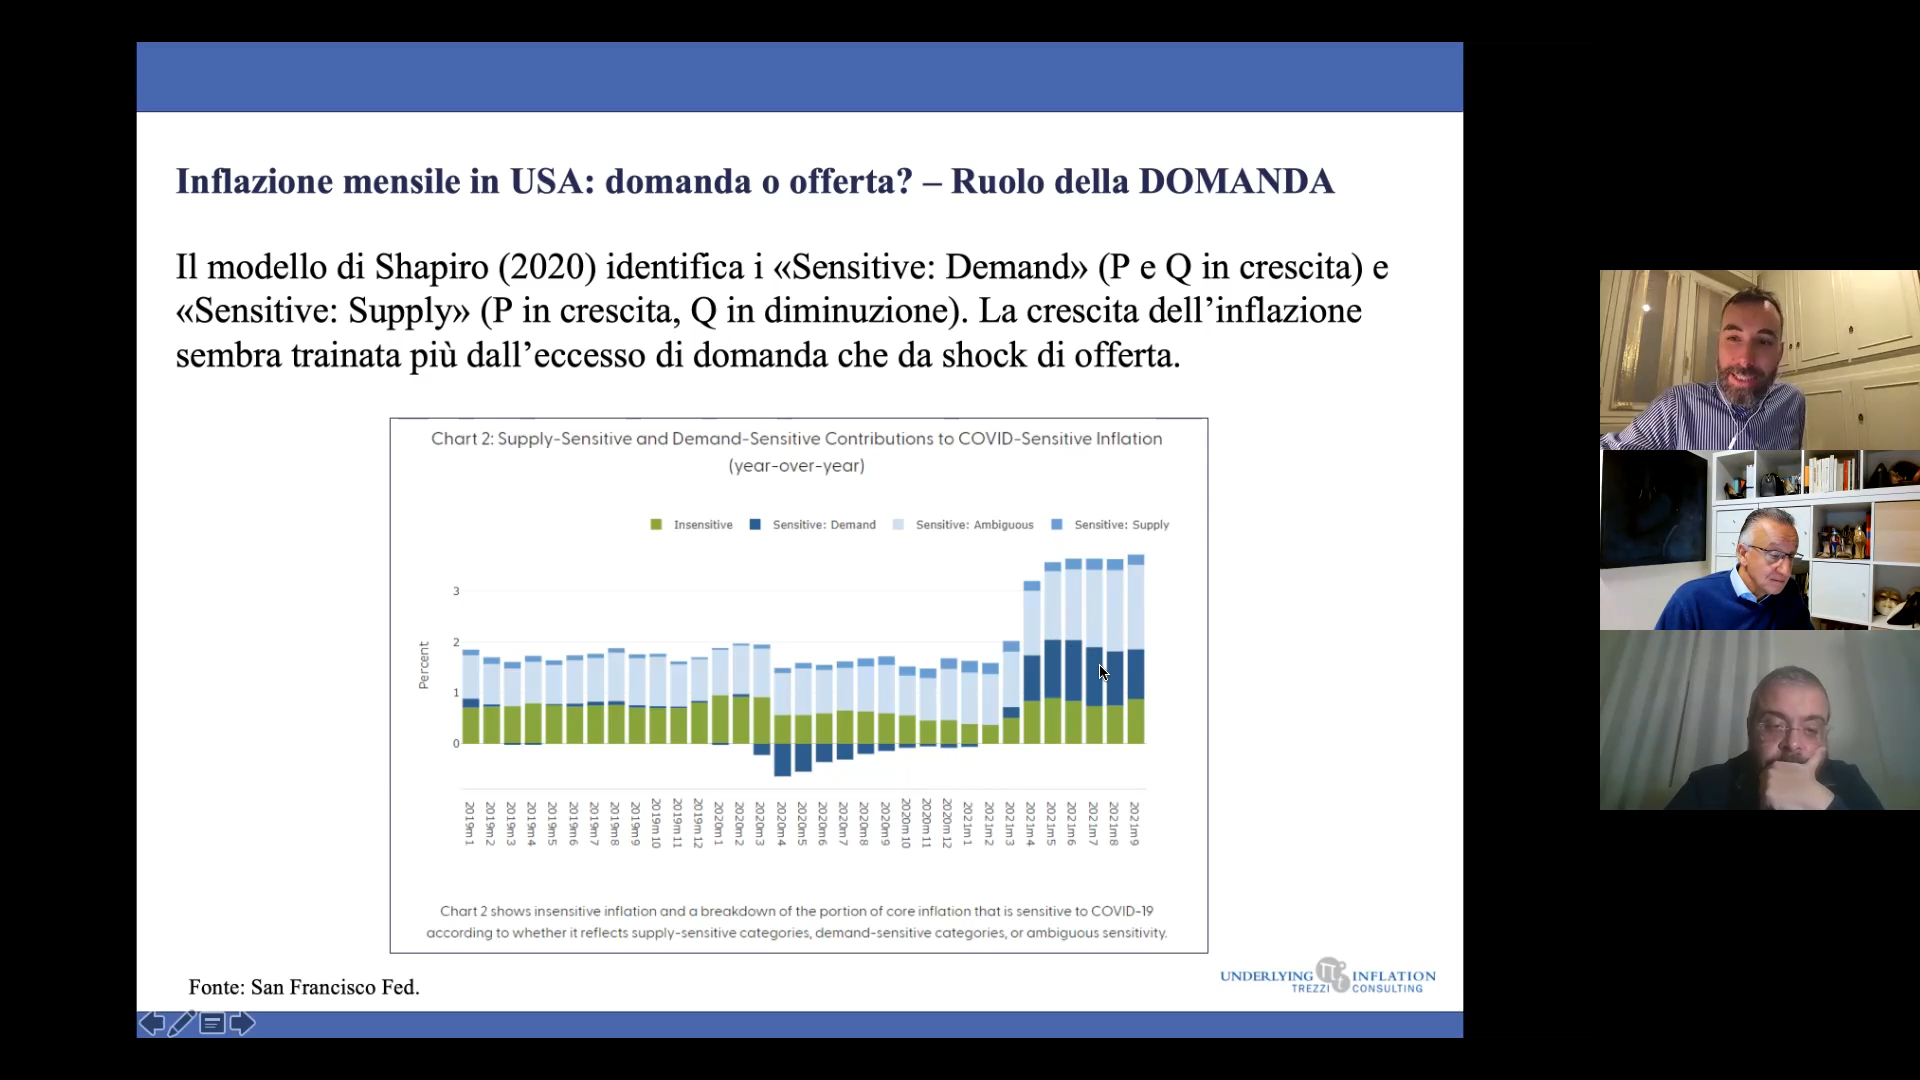 Inflazione mensile in USA: domanda o offerta? – Ruolo della DOMANDA
Il modello di Shapiro (2020) identifica i «Sensitive: Demand» (P e Q in crescita) e
«Sensitive: Supply» (P in crescita, Q in diminuzione). La crescita dell’inflazione
sembra trainata più dall’eccesso di domanda che da shock di offerta.
Chart 2: Supply-Sensitive and Demand-Sensitive Contributions to COVID-Sensitive Inflation
(year-over-year)
Insensitive
Sensitive: Demand
Sensitive: Ambiguous
Sensitive: Supply
Percent
3
2
1
0
2019m1
2019m2
2019m3
2019m4
2019m5
2019m6
2019m7
2019m8
2019m9
2019m10
2019m11
2019m12
2020m1
2020m2
2020m3
2020m4
2020m5
2020m6
2020m7
2020m8
2020m9
2020m10
2020m11
2020m12
2021m1
2021m2
2021m3
2021m4
2021m5
2021m6
2021m7
2021m8
2021m9
Chart 2 shows insensitive inflation and a breakdown of the portion of core inflation that is sensitive to COVID-19
according to whether it reflects supply-sensitive categories, demand-sensitive categories, or ambiguous sensitivity.
Fonte: San Francisco Fed.
UNDERLYING INFLATION
TREZZI CONSULTING